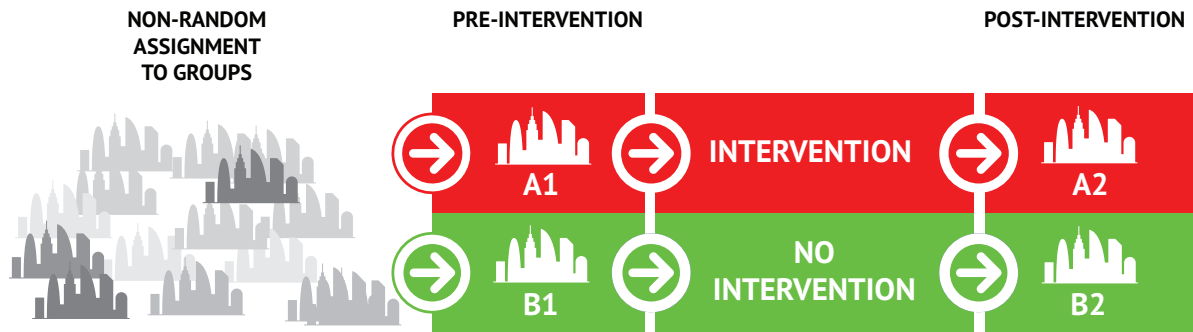 NON-RANDOM
ASSIGNMENT
TO GROUPS
PRE-INTERVENTION
POST-INTERVENTION
A1
INTERVENTION
A2
B1
NO
INTERVENTION
B2